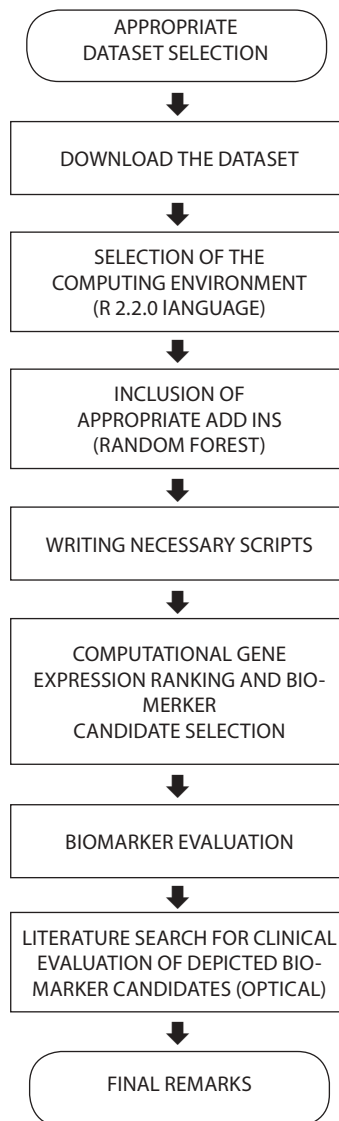 APPROPRIATE
DATASET SELECTION
DOWNLOAD THE DATASET
SELECTION OF THE
COMPUTING ENVIRONMENT
(R 2.2.0 lANGUAGE)
INCLUSION OF
APPROPRIATE ADD INS
(RANDOM FOREST)
WRITING NECESSARY SCRIPTS
COMPUTATIONAL GENE
EXPRESSION RANKING AND BIO-
MERKER
CANDIDATE SELECTION
BIOMARKER EVALUATION
LITERATURE SEARCH FOR CLINICAL
EVALUATION OF DEPICTED BIO-
MARKER CANDIDATES (OPTICAL)
FINAL REMARKS